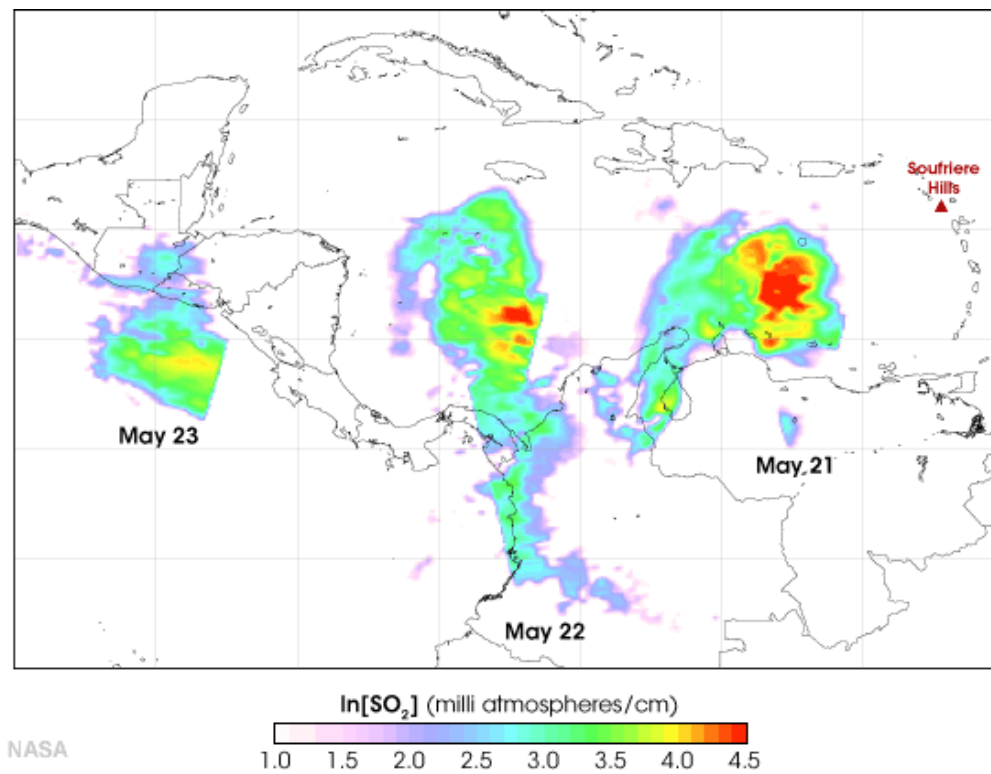 Soufriere
Hills
May 23
May 21
May 22
ln[SO₂] (milli atmospheres/cm)
1.0 1.5 2.0 2.5 3.0 3.5 4.0 4.5
NASA